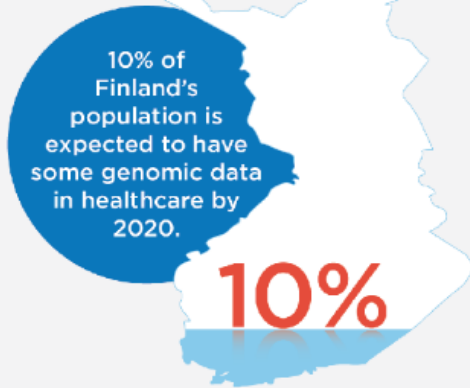 10% of
Finland's
population is
expected to have
some genomic data
in healthcare by
2020.
10%